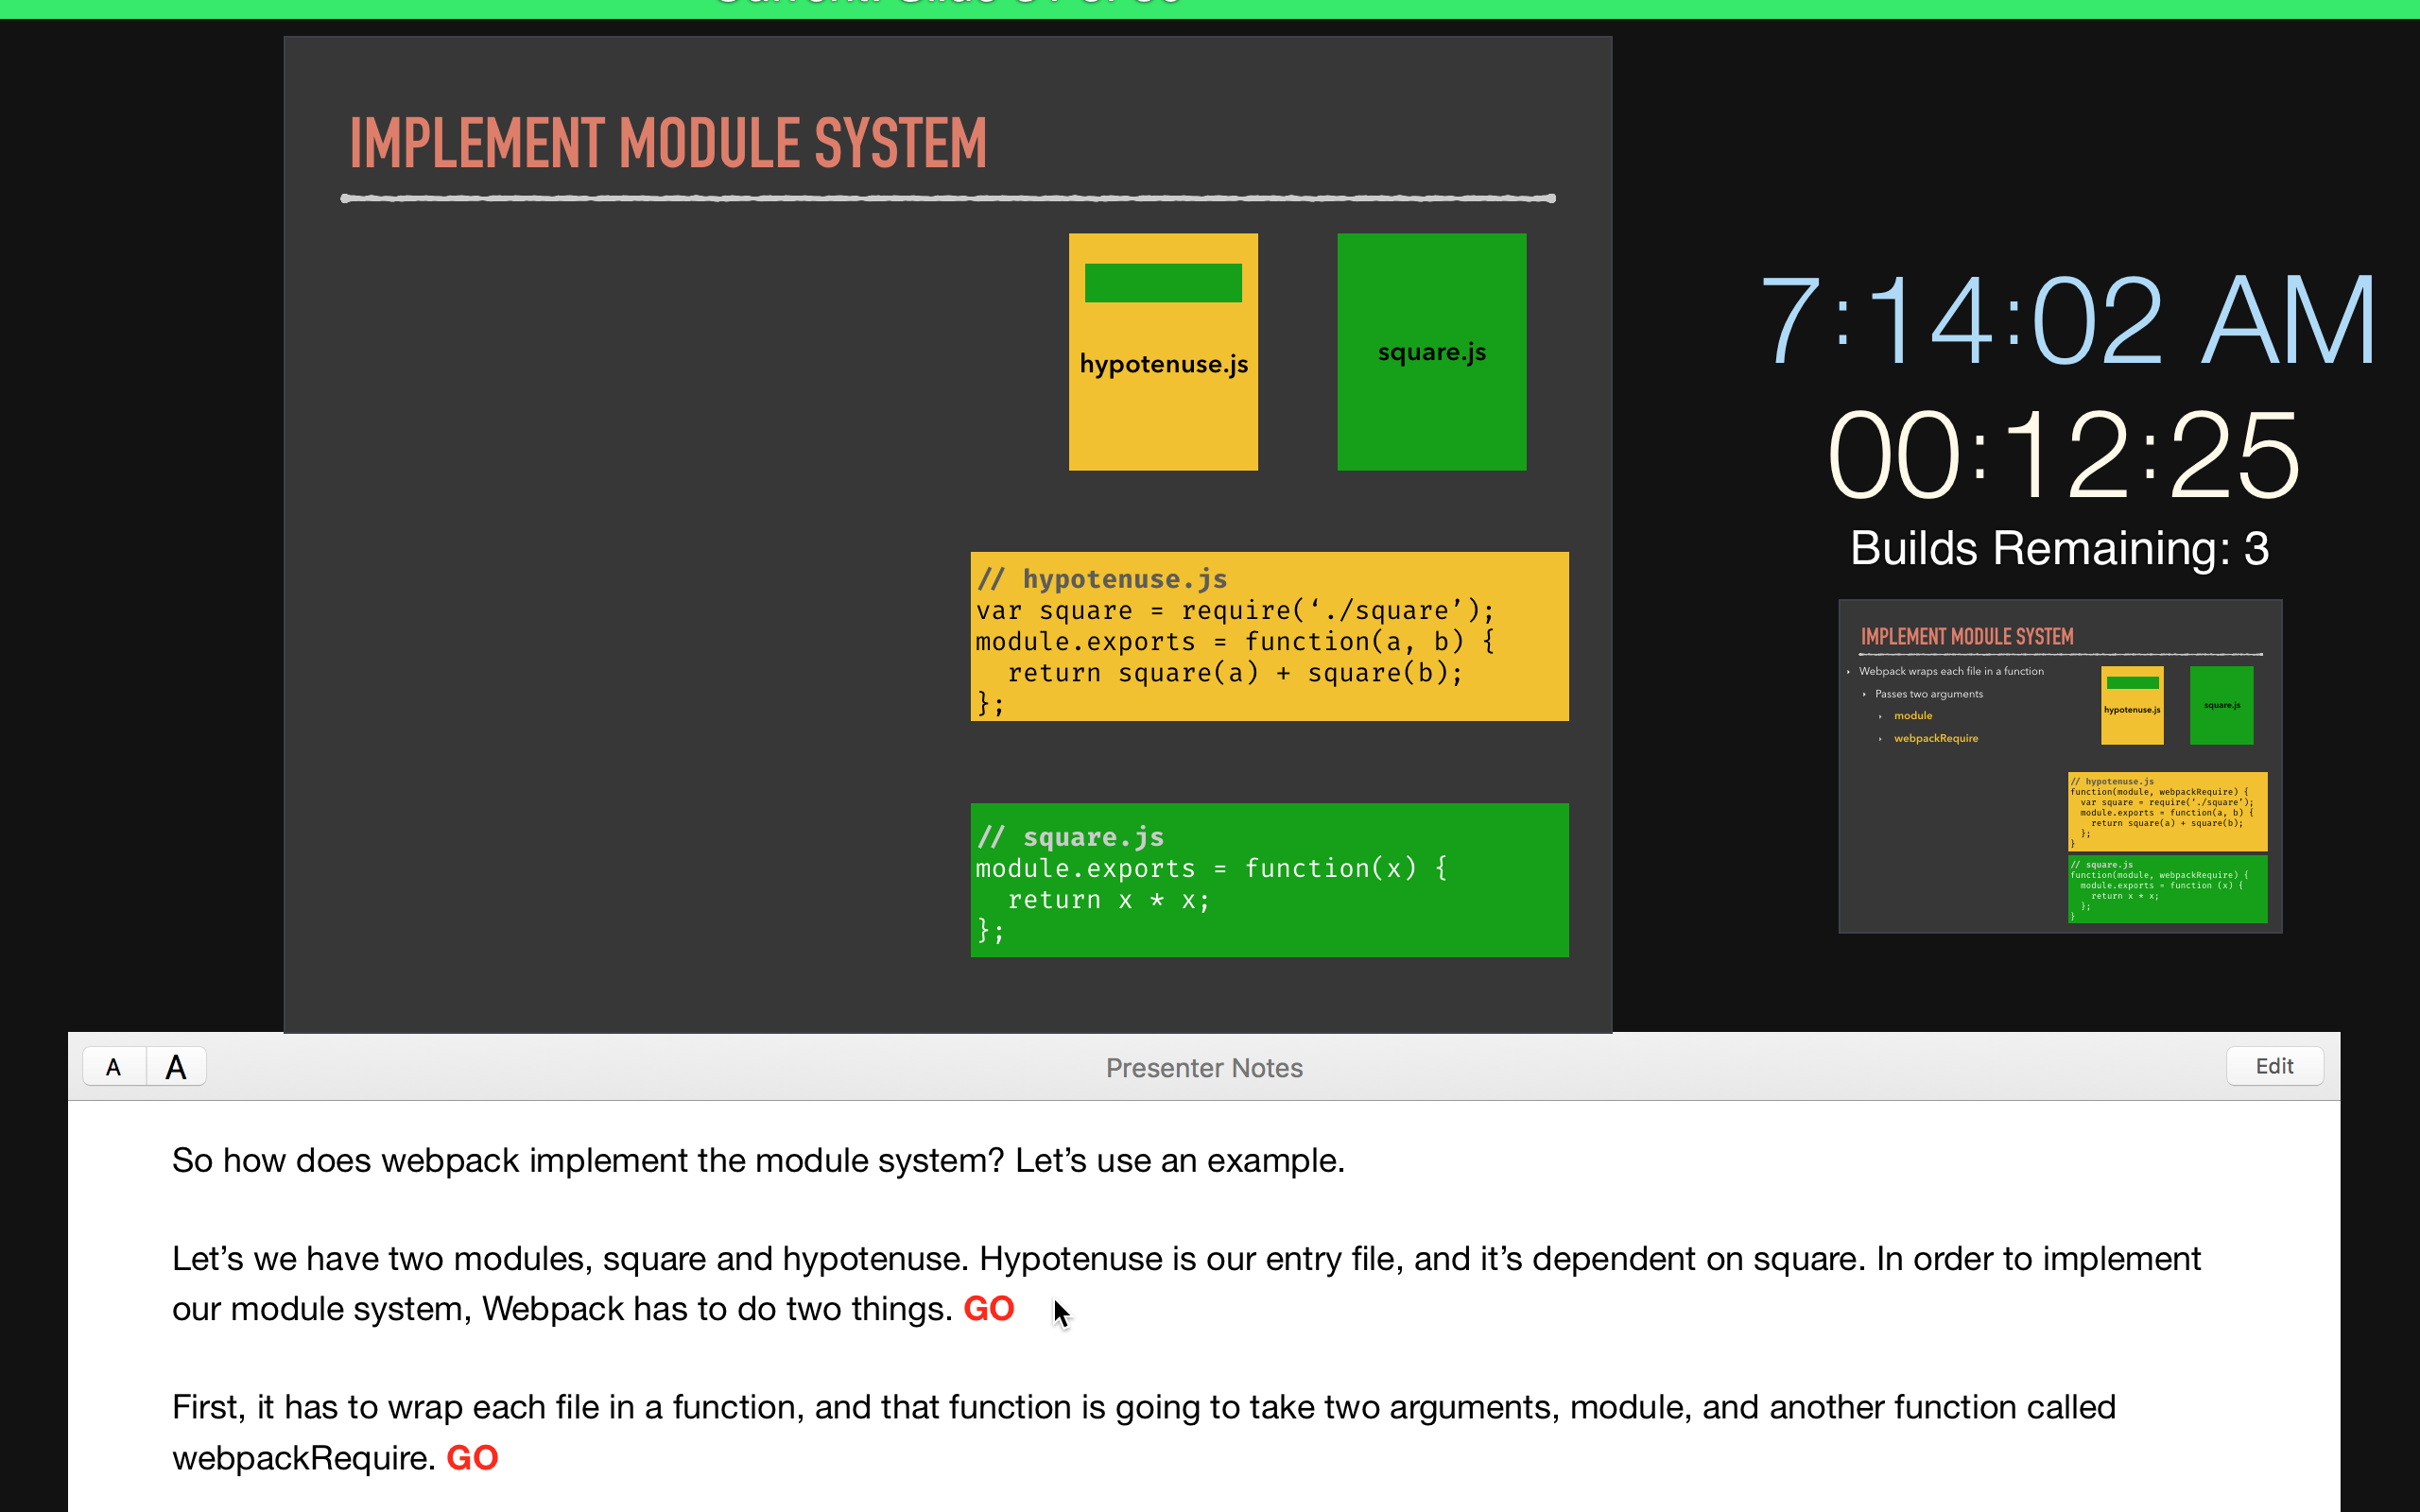 IMPLEMENT MODULE SYSTEM
hypotenuse.js
square.js
// hypotenuse.js
var square = require(‘./square’);
module.exports = function(a, b) {
  return square(a) + square(b);
};
// square.js
module.exports = function(x) {
  return x * x;
};
7:14:02 AM
00:12:25
Builds Remaining: 3
IMPLEMENT MODULE SYSTEM
Webpack wraps each file in a function
Passes two arguments
module
webpackRequire
hypotenuse.js
square.js
// hypotenuse.js
function(module, webpackRequire) {
  var square = require(‘./square’);
  module.exports = function(a, b) {
    return square(a) + square(b);
  };
}
// square.js
function(module, webpackRequire) {
  module.exports = function (x) {
    return x * x;
  };
}
A A
Presenter Notes
Edit
So how does webpack implement the module system? Let’s use an example.
Let’s we have two modules, square and hypotenuse. Hypotenuse is our entry file, and it’s dependent on square. In order to implement
our module system, Webpack has to do two things. GO
First, it has to wrap each file in a function, and that function is going to take two arguments, module, and another function called
webpackRequire. GO